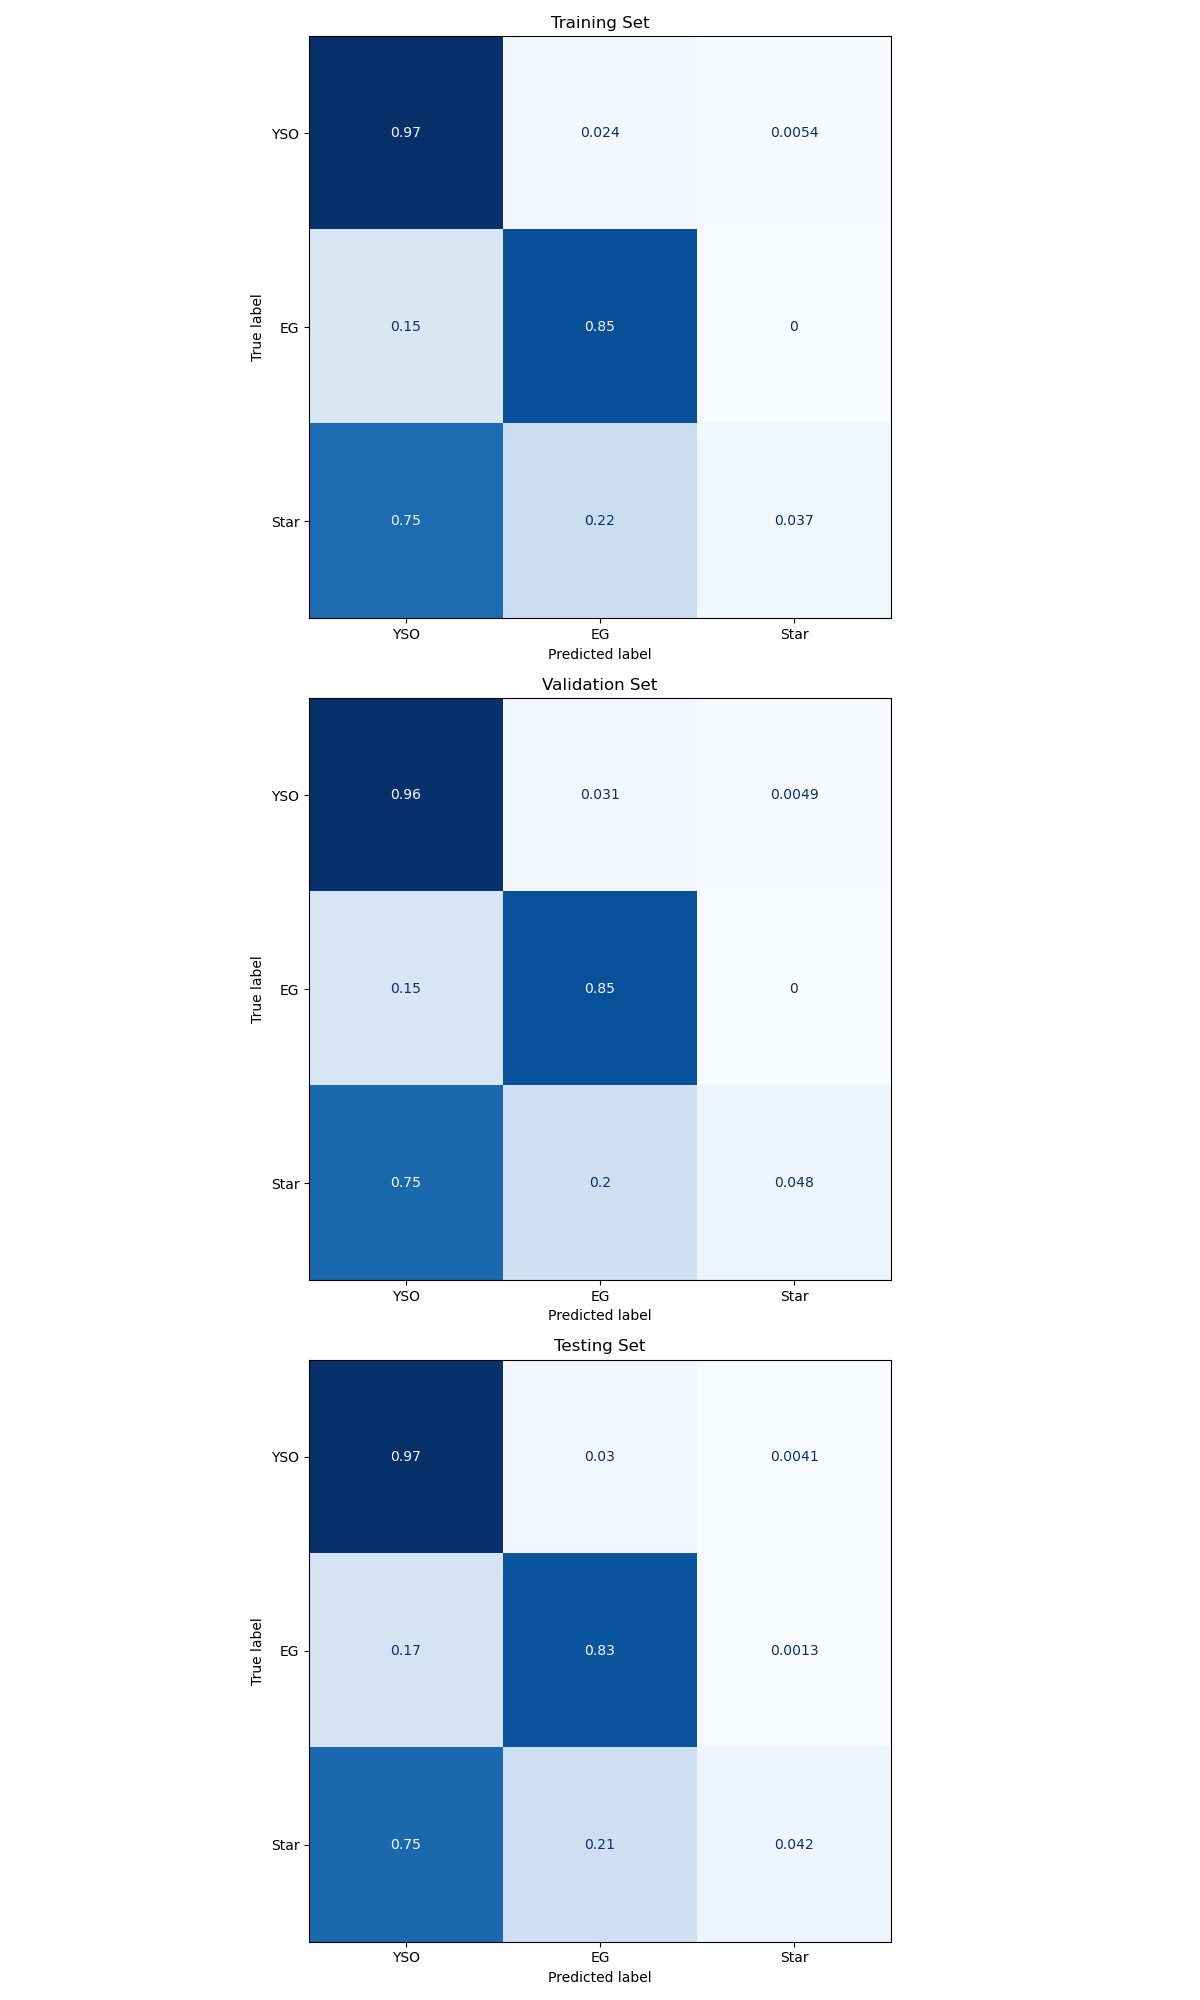 Training Set
YSO 0.97 0.024 0.0054
True label
EG 0.15 0.85 0
Star 0.75 0.22 0.037
YSO EG Star
Predicted label
Validation Set
YSO 0.96 0.031 0.0049
True label
EG 0.15 0.85 0
Star 0.75 0.2 0.048
YSO EG Star
Predicted label
Testing Set
YSO 0.97 0.03 0.0041
True label
EG 0.17 0.83 0.0013
Star 0.75 0.21 0.042
YSO EG Star
Predicted label